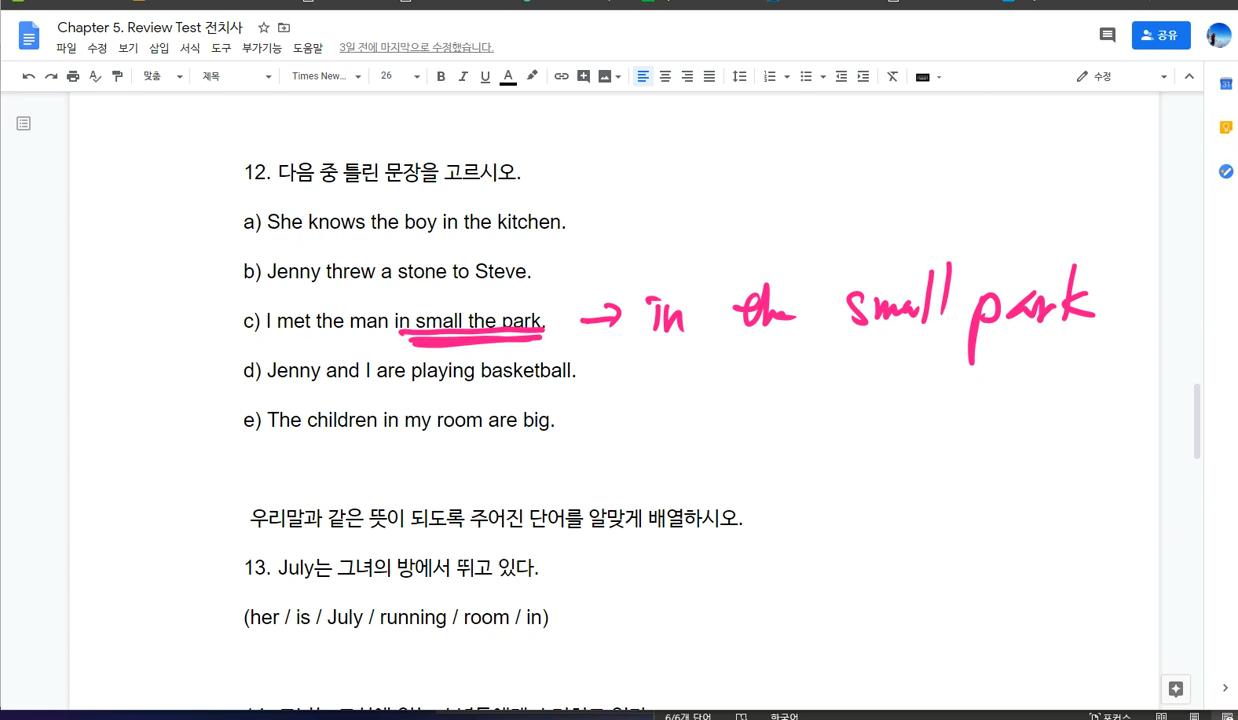 Chapter 5. Review Test 전치사
파일 수정 보기 삽입 서식 도구 부가기능 도움말 3일 전에 마지막으로 수정했습니다.
공유
맞춤 제목 Times New... 26 B I U A 수정
31
12. 다음 중 틀린 문장을 고르시오.
a) She knows the boy in the kitchen.
b) Jenny threw a stone to Steve.
c) I met the man in small the park. → in the small park
d) Jenny and I are playing basketball.
e) The children in my room are big.
우리말과 같은 뜻이 되도록 주어진 단어를 알맞게 배열하시오.
13. July는 그녀의 방에서 뛰고 있다.
(her / is / July / running / room / in)
6/6개 단어 한국어 포커스